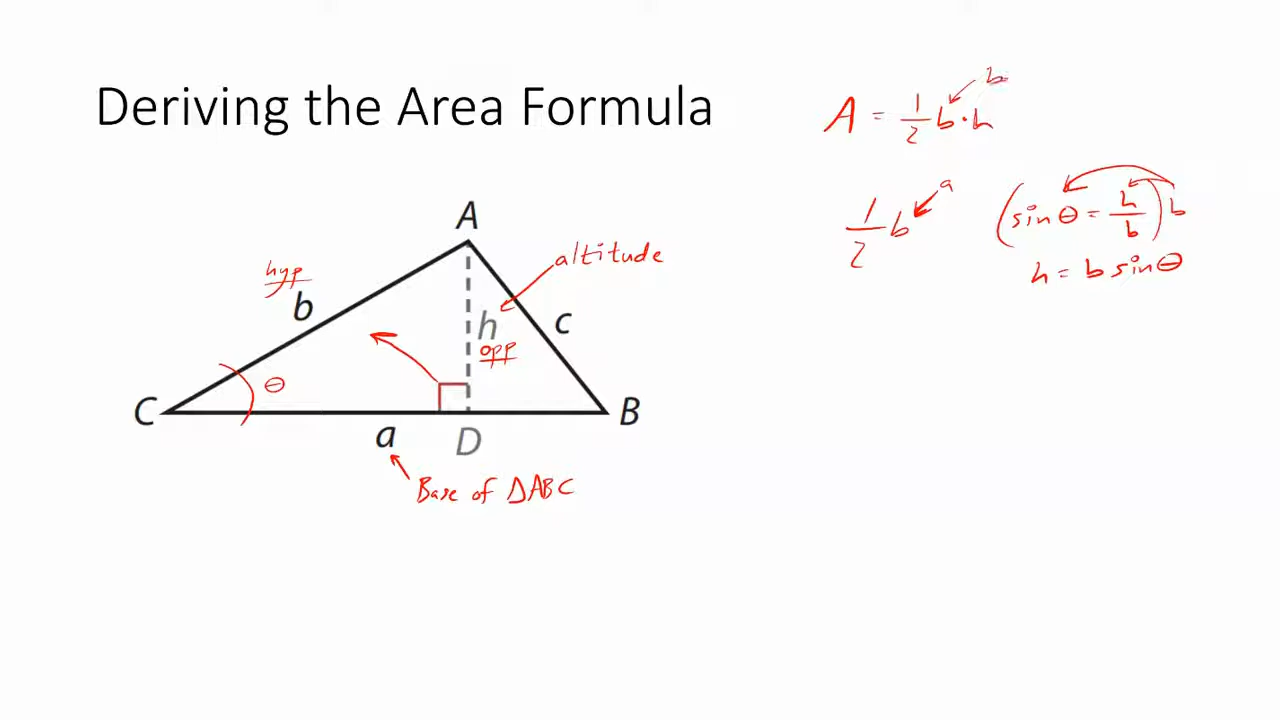 Deriving the Area Formula
b
A = 1/2 b · h
a
1/2 b
(sin θ = h/b) b
h = b sin θ
A
altitude
hyp
b
h
c
opp
θ
C
B
a
D
Base of ΔABC